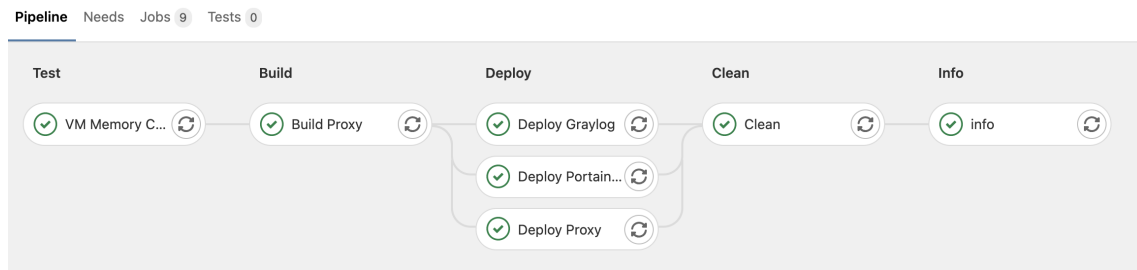 Pipeline Needs Jobs 9 Tests 0
Test Build Deploy Clean Info
VM Memory C... Build Proxy Deploy Graylog Clean info
Deploy Portain...
Deploy Proxy